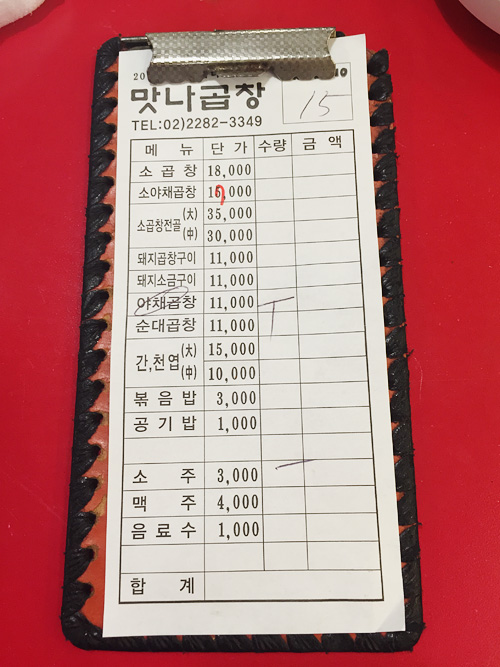 맛나곱창
15
TEL:02)2282-3349
메 뉴 단 가 수량 금 액
소 곱 창 18,000
소야채곱창
소곱창전골 (大) 35,000
(中) 30,000
돼지곱창구이 11,000
돼지소금구이 11,000
야채곱창 11,000
순대곱창 11,000
간,천엽 (大) 15,000
(中) 10,000
볶음밥 3,000
공기밥 1,000
소 주 3,000
맥 주 4,000
음료수 1,000
합 계